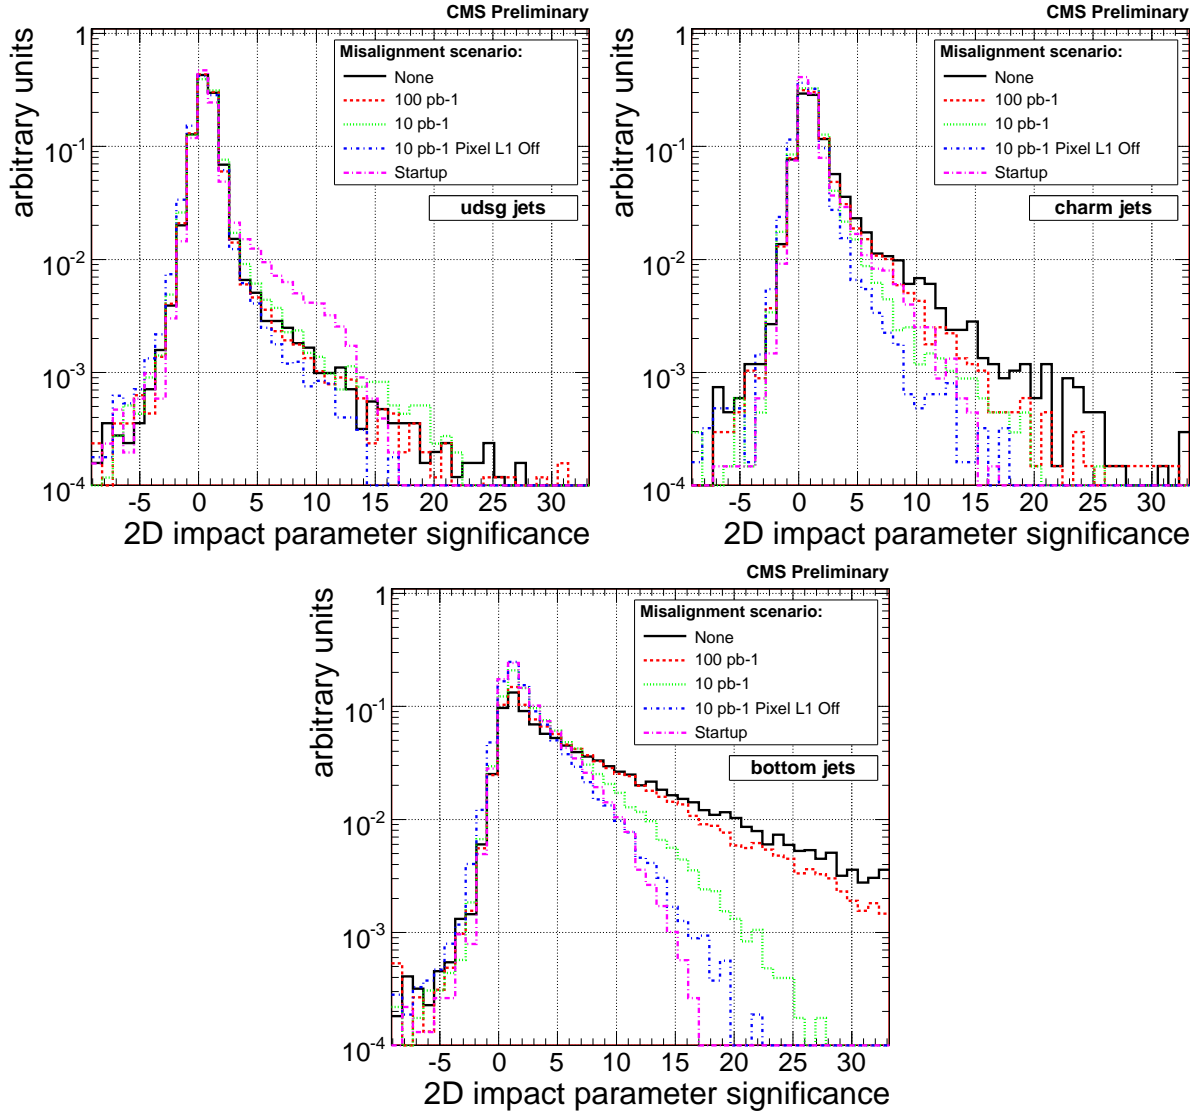 CMS Preliminary
arbitrary units
1
10-1
10-2
10-3
10-4
Misalignment scenario:
None
100 pb-1
10 pb-1
10 pb-1 Pixel L1 Off
Startup
udsg jets
-5 0 5 10 15 20 25 30
2D impact parameter significance
CMS Preliminary
arbitrary units
1
10-1
10-2
10-3
10-4
Misalignment scenario:
None
100 pb-1
10 pb-1
10 pb-1 Pixel L1 Off
Startup
charm jets
-5 0 5 10 15 20 25 30
2D impact parameter significance
CMS Preliminary
arbitrary units
1
10-1
10-2
10-3
10-4
Misalignment scenario:
None
100 pb-1
10 pb-1
10 pb-1 Pixel L1 Off
Startup
bottom jets
-5 0 5 10 15 20 25 30
2D impact parameter significance